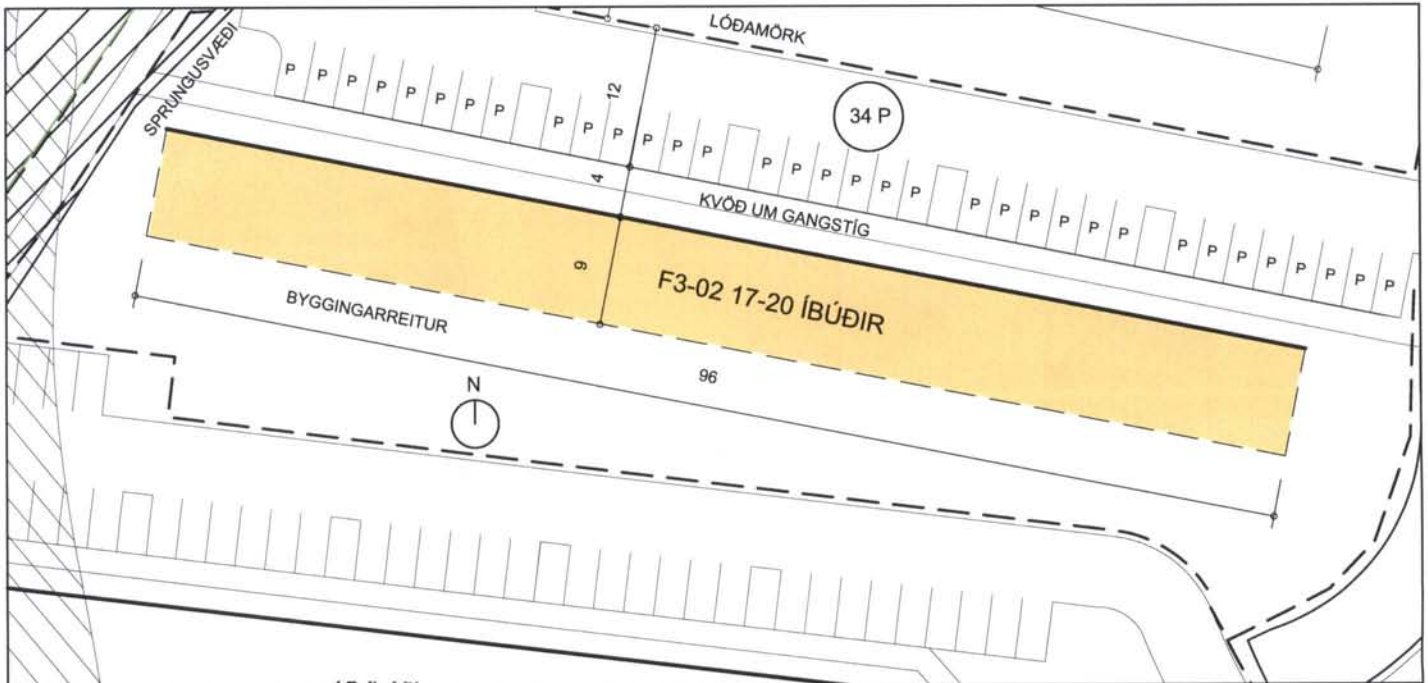 LÓÐAMÖRK
SPRUNGUSVÆÐI
P P P P P P P P P P P P P P P P P P P P P P P P P P P P P P P P P P
12
34 P
4
KVÖÐ UM GANGSTÍG
9
F3-02 17-20 ÍBÚÐIR
BYGGINGARREITUR
96
N